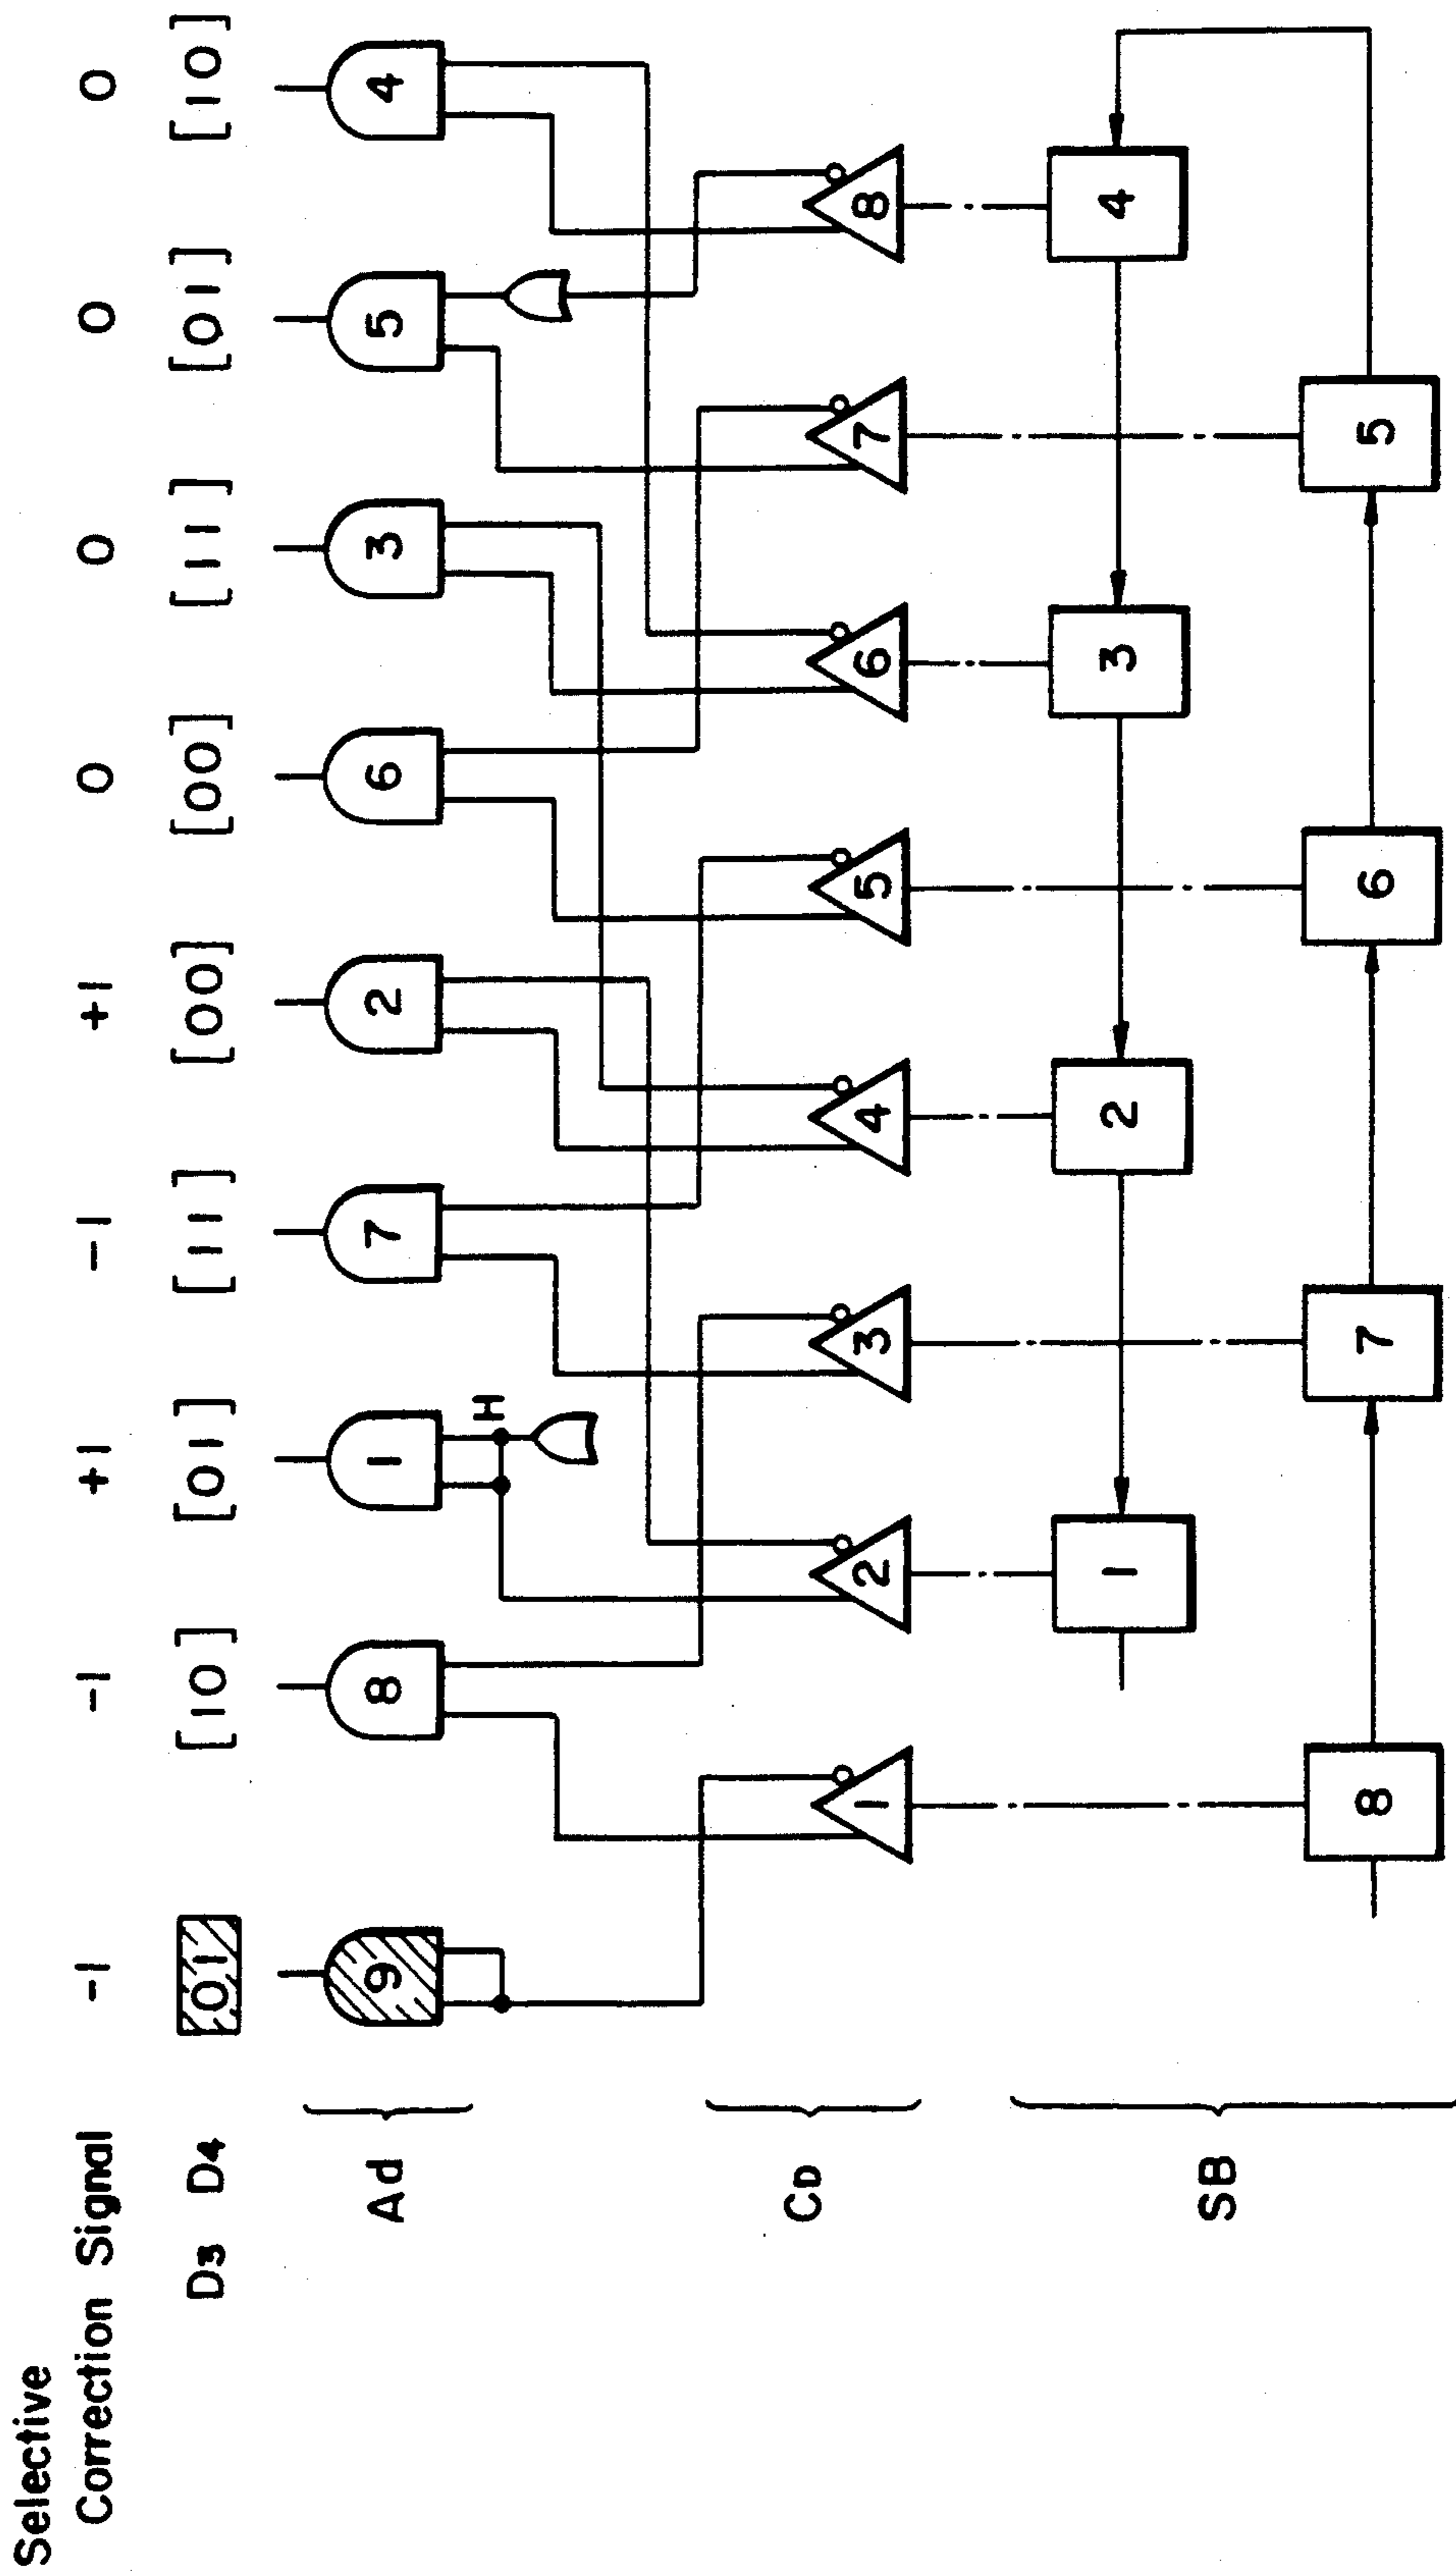 Selective
Correction Signal -1 -1 +1 -1 +1 0 0 0 0
D3 D4 01 [10] [01] [11] [00] [00] [11] [01] [10]
Ad 9 8 1 7 2 6 3 5 4
H
CD 1 2 3 4 5 6 7 8
1 2 3 4
SB
8 7 6 5